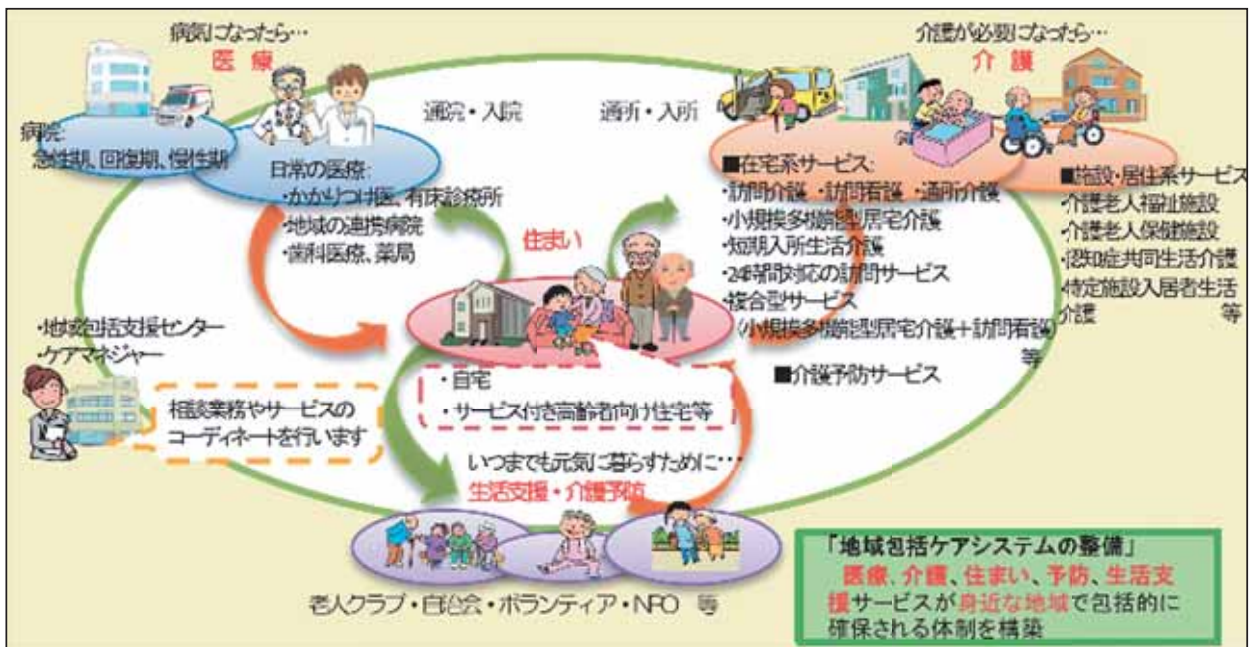 病気になったら…
医療
病院:
急性期、回復期、慢性期
日常の医療:
・かかりつけ医、有床診療所
・地域の連携病院
・歯科医療、薬局
通院・入院
通所・入所
介護が必要になったら…
介護
■在宅系サービス:
・訪問介護 ・訪問看護 ・通所介護
・小規模多機能型居宅介護
・短期入所生活介護
・24時間対応の訪問サービス
・複合型サービス
(小規模多機能型居宅介護+訪問看護)
等
■介護予防サービス
■施設・居住系サービス
・介護老人福祉施設
・介護老人保健施設
・認知症共同生活介護
・特定施設入居者生活
介護 等
住まい
・自宅
・サービス付き高齢者向け住宅等
・地域包括支援センター
・ケアマネジャー
相談業務やサービスの
コーディネートを行います
いつまでも元気に暮らすために・・・
生活支援・介護予防
老人クラブ・自治会・ボランティア・NPO 等
「地域包括ケアシステムの整備」
医療、介護、住まい、予防、生活支
援サービスが身近な地域で包括的に
確保される体制を構築